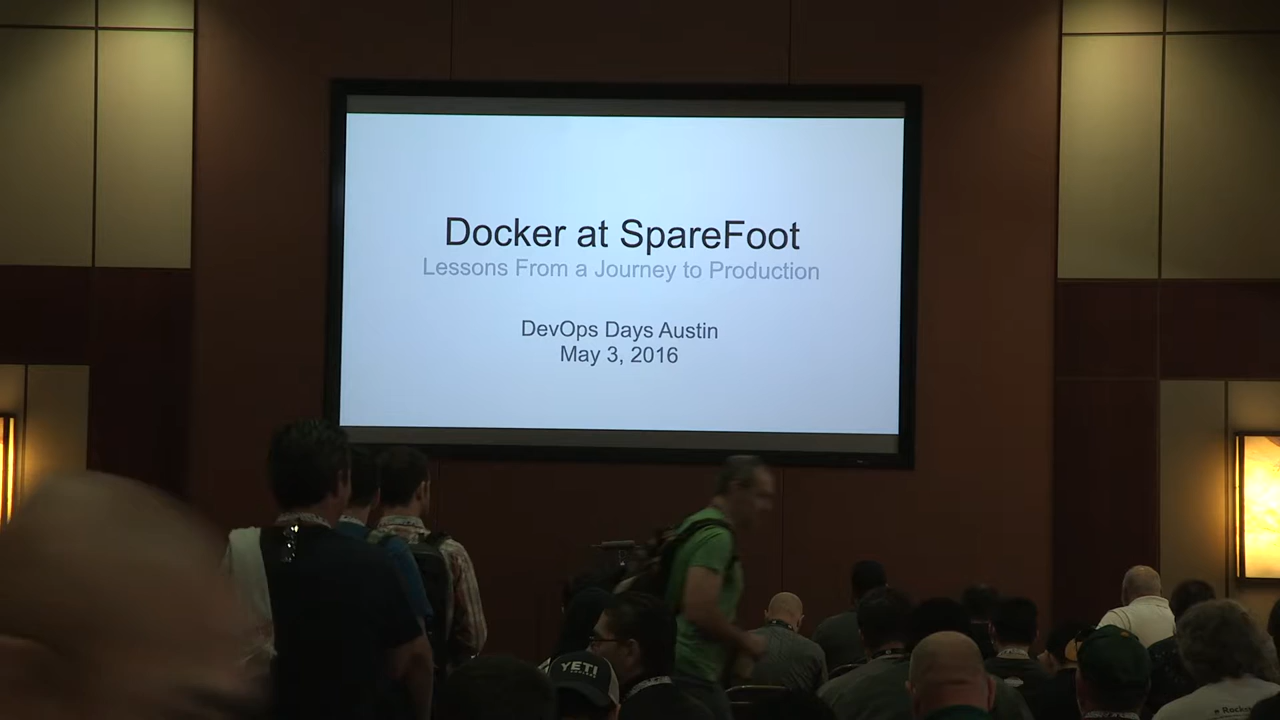 Docker at SpareFoot
Lessons From a Journey to Production
DevOps Days Austin
May 3, 2016
YETI